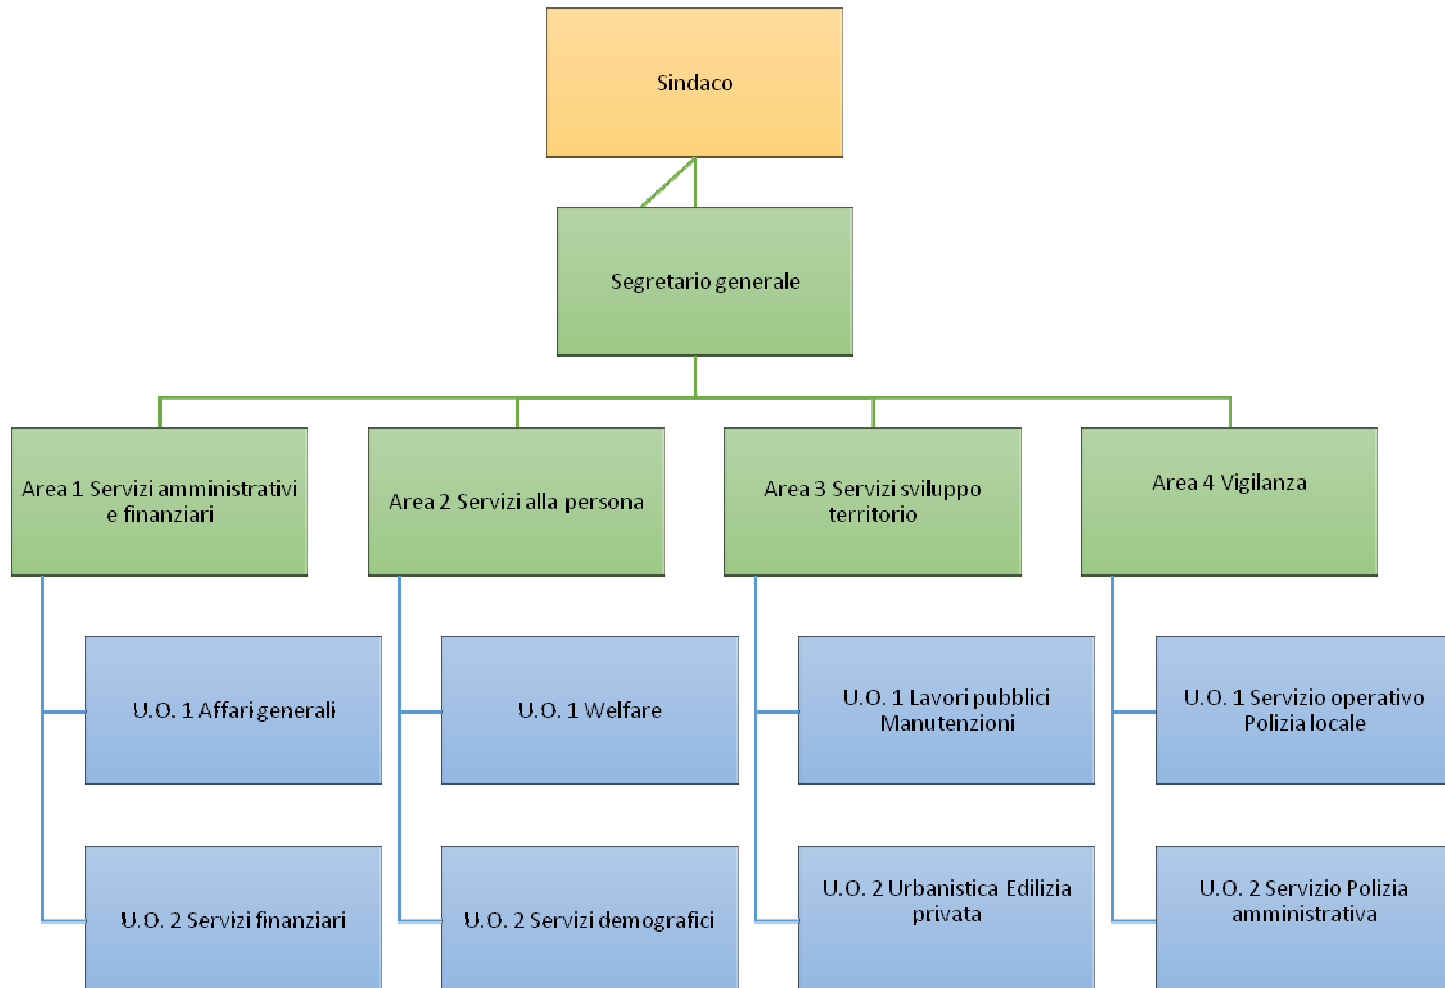 Sindaco
Segretario generale
Area 1 Servizi amministrativi
e finanziari
Area 2 Servizi alla persona
Area 3 Servizi sviluppo
territorio
Area 4 Vigilanza
U.O. 1 Affari generali
U.O. 1 Welfare
U.O. 1 Lavori pubblici
Manutenzioni
U.O. 1 Servizio operativo
Polizia locale
U.O. 2 Servizi finanziari
U.O. 2 Servizi demografici
U.O. 2 Urbanistica Edilizia
privata
U.O. 2 Servizio Polizia
amministrativa